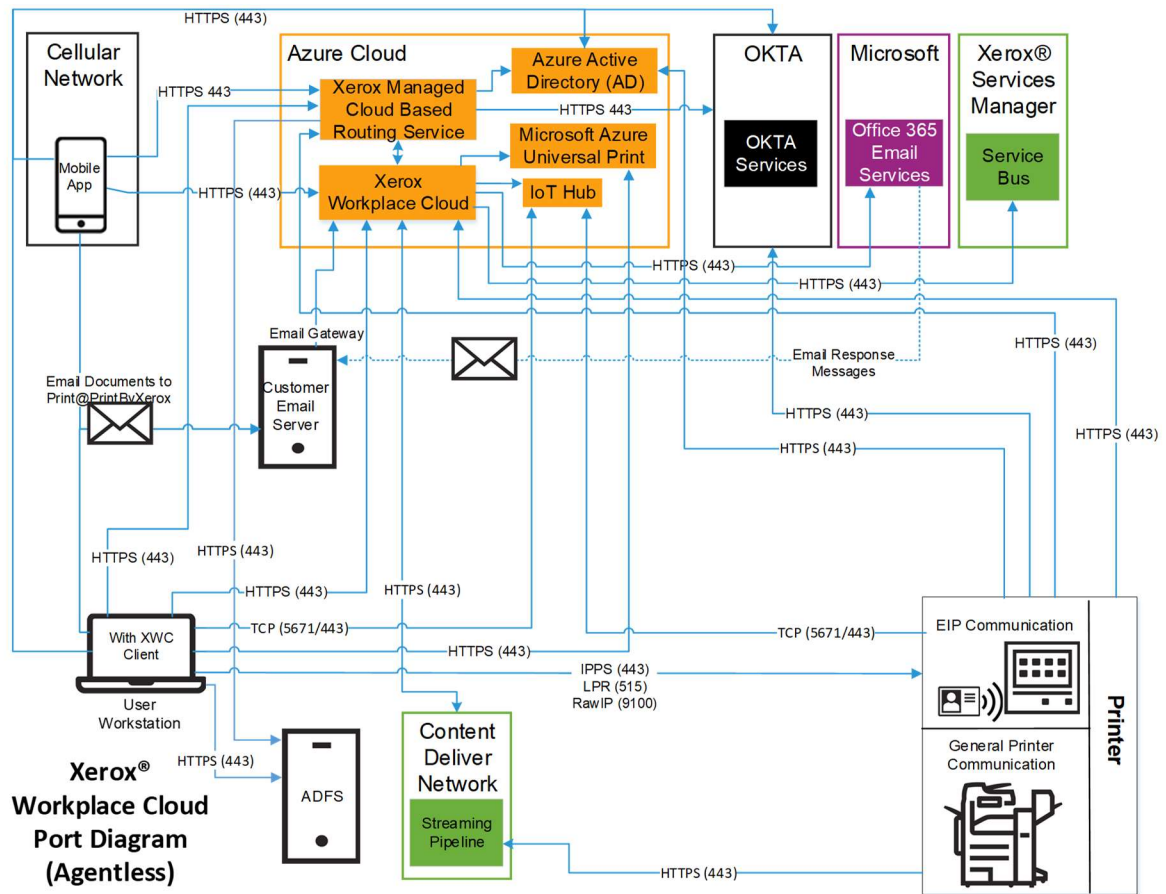 HTTPS (443)
Cellular
Network
Mobile
App
HTTPS 443
HTTPS (443)
Azure Cloud
Xerox Managed
Cloud Based
Routing Service
Azure Active
Directory (AD)
HTTPS 443
Microsoft Azure
Universal Print
Xerox
Workplace Cloud
IoT Hub
OKTA
OKTA
Services
Microsoft
Office 365
Email
Services
Xerox®
Services
Manager
Service
Bus
HTTPS (443)
HTTPS (443)
Email Gateway
Customer
Email
Server
Email Response
Messages
HTTPS (443)
Email Documents to
Print@PrintByXerox
HTTPS (443)
HTTPS (443)
HTTPS (443)
HTTPS (443)
HTTPS (443)
HTTPS (443)
HTTPS (443)
TCP (5671/443)
HTTPS (443)
TCP (5671/443)
IPPS (443)
LPR (515)
RawIP (9100)
With XWC
Client
User
Workstation
HTTPS (443)
ADFS
Content
Deliver
Network
Streaming
Pipeline
HTTPS (443)
EIP Communication
General Printer
Communication
Printer
Xerox®
Workplace Cloud
Port Diagram
(Agentless)